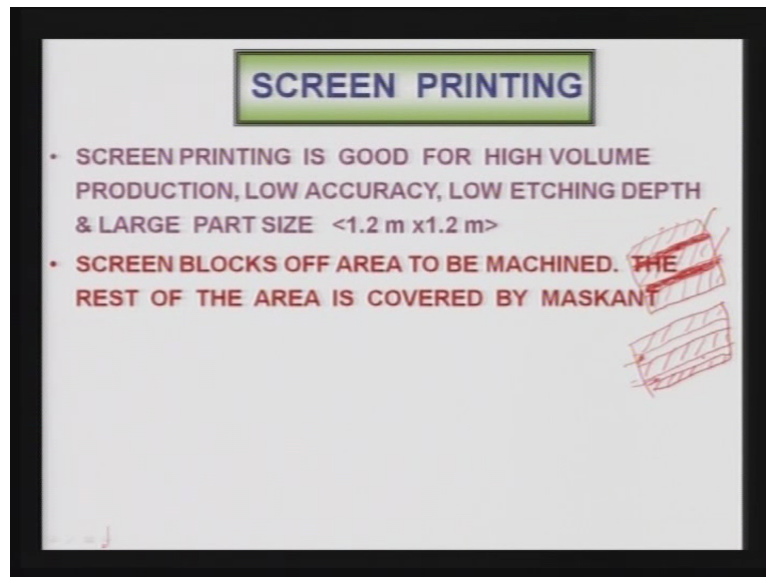 SCREEN PRINTING
• SCREEN PRINTING IS GOOD FOR HIGH VOLUME
PRODUCTION, LOW ACCURACY, LOW ETCHING DEPTH
& LARGE PART SIZE <1.2 m x1.2 m>
• SCREEN BLOCKS OFF AREA TO BE MACHINED. THE
REST OF THE AREA IS COVERED BY MASKANT